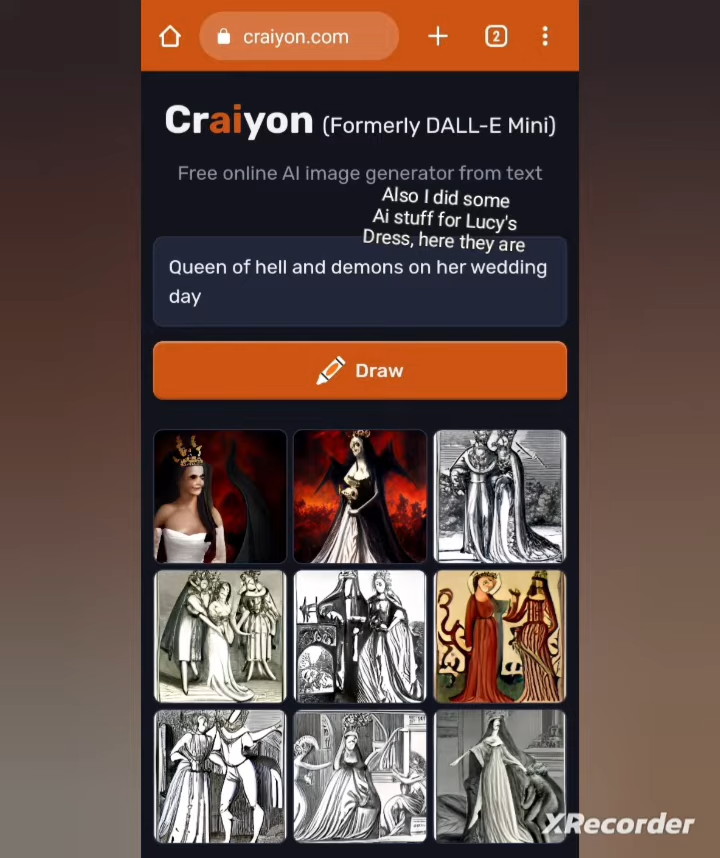 craiyon.com
2
Craiyon (Formerly DALL-E Mini)
Free online AI image generator from text
Also I did some
Ai stuff for Lucy's
Dress, here they are
Queen of hell and demons on her wedding
day
Draw
XRecorder